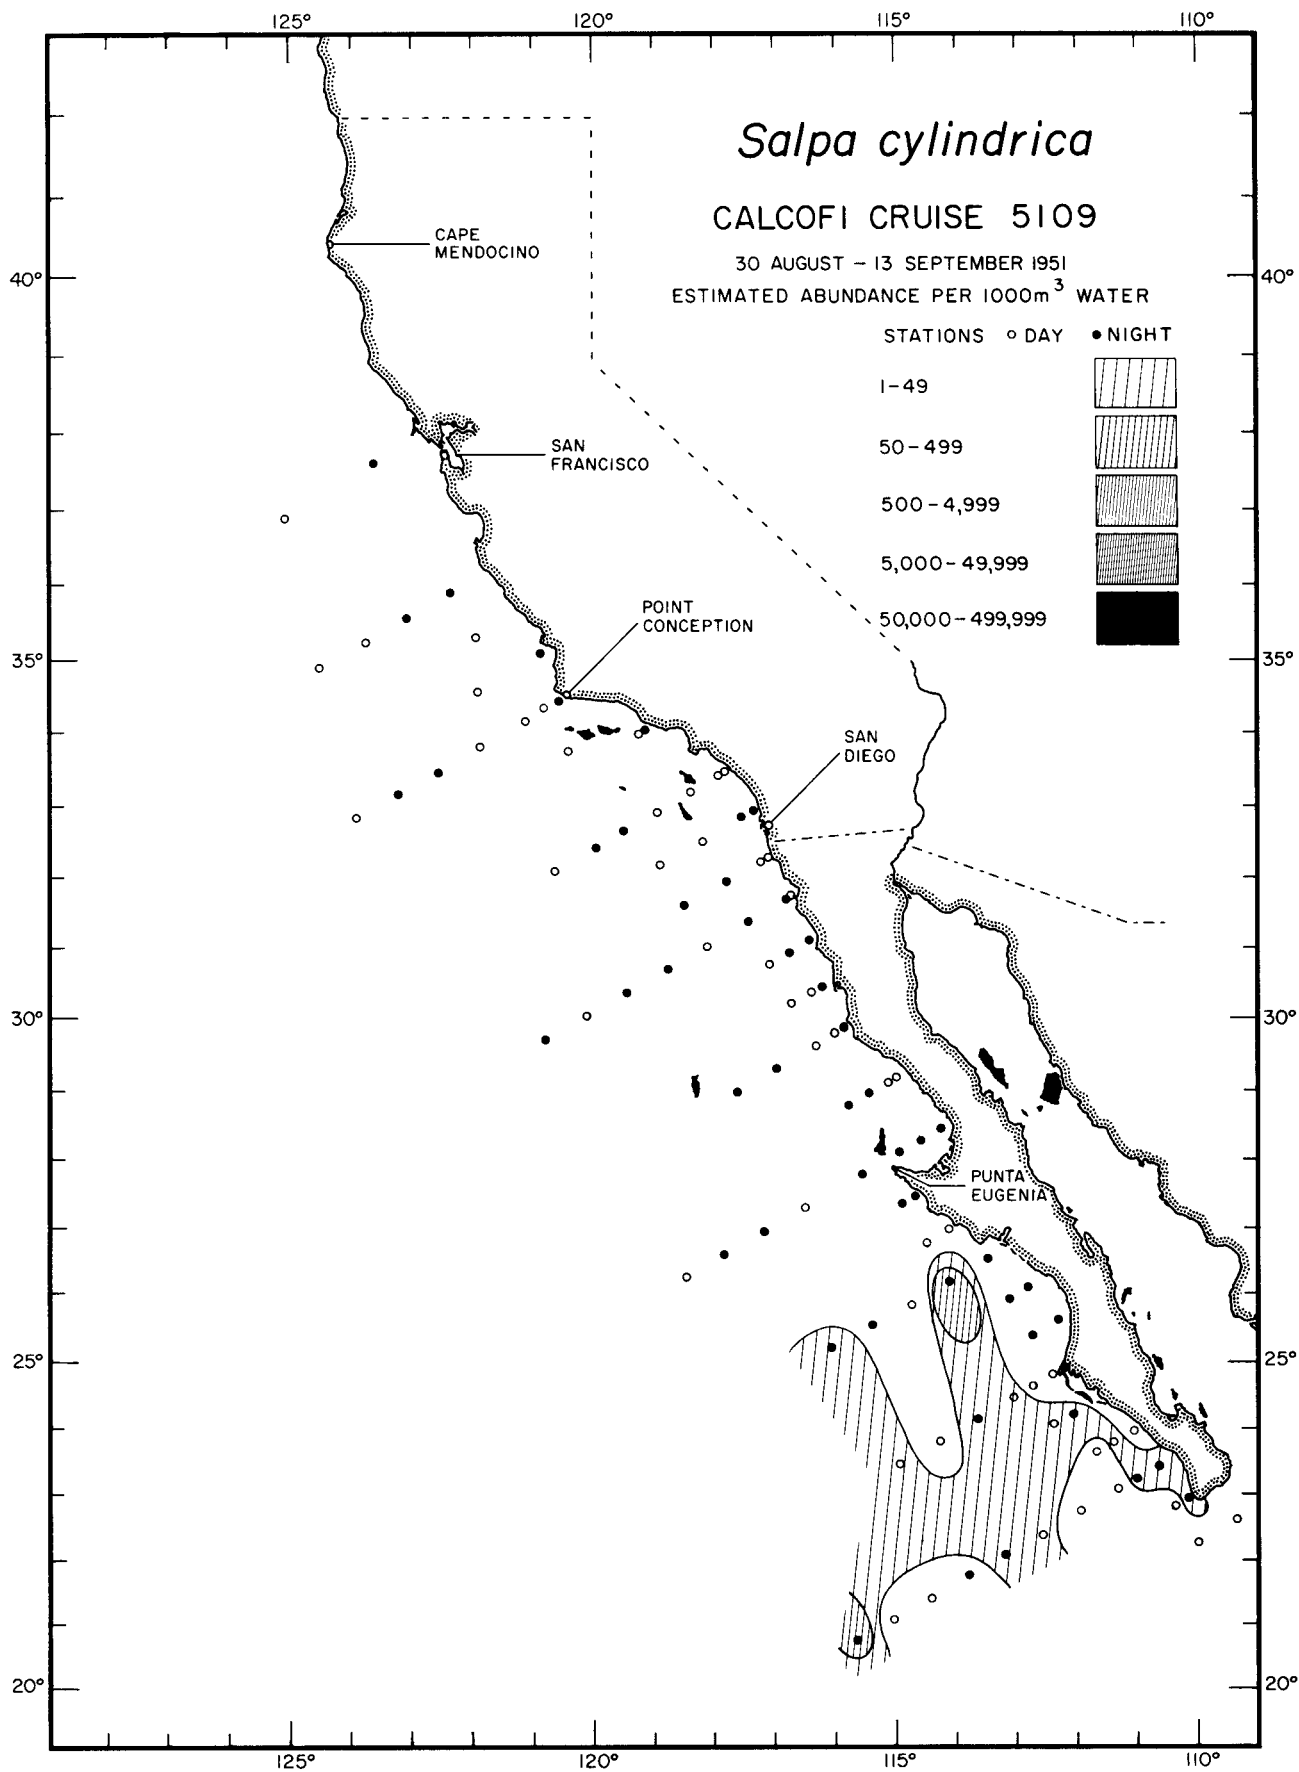 125° 120° 115° 110°
Salpa cylindrica
CALCOFI CRUISE 5109
30 AUGUST – 13 SEPTEMBER 1951
ESTIMATED ABUNDANCE PER 1000m³ WATER
STATIONS ○ DAY ● NIGHT
1–49
50–499
500–4,999
5,000–49,999
50,000–499,999
CAPE
MENDOCINO
40° 40°
SAN
FRANCISCO
POINT
CONCEPTION
35° 35°
SAN
DIEGO
30° 30°
PUNTA
EUGENIA
25° 25°
20° 20°
125° 120° 115° 110°